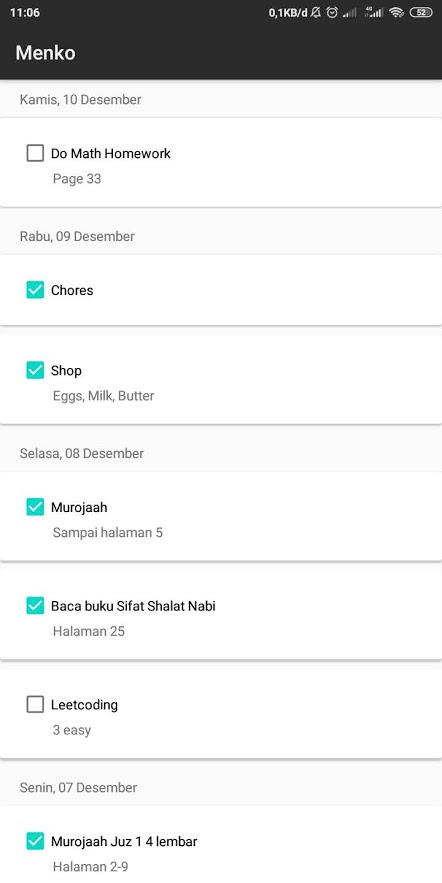 11:06
0,1KB/d
4G
52
Menko
Kamis, 10 Desember
Do Math Homework
Page 33
Rabu, 09 Desember
Chores
Shop
Eggs, Milk, Butter
Selasa, 08 Desember
Murojaah
Sampai halaman 5
Baca buku Sifat Shalat Nabi
Halaman 25
Leetcoding
3 easy
Senin, 07 Desember
Murojaah Juz 1 4 lembar
Halaman 2-9